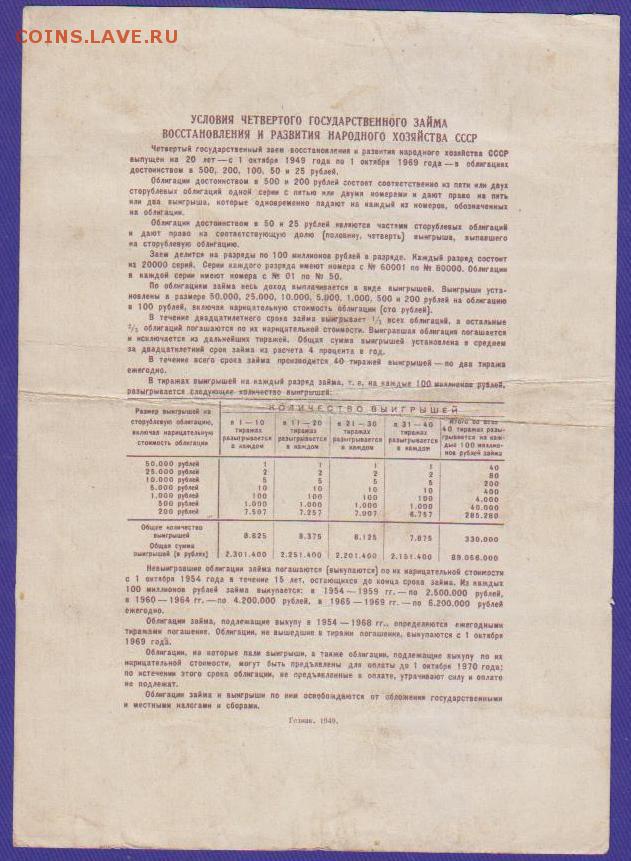 COINS.LAVE.RU
УСЛОВИЯ ЧЕТВЕРТОГО ГОСУДАРСТВЕННОГО ЗАЙМА
ВОССТАНОВЛЕНИЯ И РАЗВИТИЯ НАРОДНОГО ХОЗЯЙСТВА СССР
Четвертый государственный заем восстановления и развития народного хозяйства СССР
выпущен на 20 лет — с 1 октября 1949 года по 1 октября 1969 года — в облигациях
достоинством в 500, 200, 100, 50 и 25 рублей.
Облигации достоинством в 500 и 200 рублей состоят соответственно из пяти или двух
сторублевых облигаций одной серии с пятью или двумя номерами и дают право на пять
или два выигрыша, которые одновременно падают на каждый из номеров, обозначенных
на облигации.
Облигации достоинством в 50 и 25 рублей являются частями сторублевых облигаций
и дают право на соответствующую долю (половину, четверть) выигрыша, выпавшего
на сторублевую облигацию.
Заем делится на разряды по 100 миллионов рублей в разряде. Каждый разряд состоит
из 20000 серий. Серии каждого разряда имеют номера с № 60001 по № 80000. Облигации
в каждой серии имеют номера с № 01 по № 50.
По облигациям займа весь доход выплачивается в виде выигрышей. Выигрыши уста-
новлены в размере 50.000, 25.000, 10.000, 5.000, 1.000, 500 и 200 рублей на облигацию
в 100 рублей, включая нарицательную стоимость облигации (сто рублей).
В течение двадцатилетнего срока займа выигрывает 1/3 всех облигаций, а остальные
2/3 облигаций погашаются по их нарицательной стоимости. Выигравшая облигация погашается
и исключается из дальнейших тиражей. Общая сумма выигрышей установлена в среднем
за двадцатилетний срок займа из расчета 4 процента в год.
В течение всего срока займа производится 40 тиражей выигрышей — по два тиража
ежегодно.
В тиражах выигрышей на каждый разряд займа, т. е. на каждые 100 миллионов рублей,
разыгрывается следующее количество выигрышей:
Размер выигрышей на сторублевую облигацию, включая нарицательную стоимость облигации
КОЛИЧЕСТВО ВЫИГРЫШЕЙ
в 1—10 тиражах разыгрывается в каждом
в 11—20 тиражах разыгрывается в каждом
в 21—30 тиражах разыгрывается в каждом
в 31—40 тиражах разыгрывается в каждом
Итого во всех 40 тиражах разыгрывается на каждые 100 миллионов рублей займа
50.000 рублей 1 1 1 1 40
25.000 рублей 2 2 2 2 80
10.000 рублей 5 5 5 5 200
5.000 рублей 10 10 10 10 400
1.000 рублей 100 100 100 100 4.000
500 рублей 1.000 1.000 1.000 1.000 40.000
200 рублей 7.507 7.257 7.007 6.757 285.280
Общее количество выигрышей 8.625 8.375 8.125 7.875 330.000
Общая сумма выигрышей (в рублях) 2.301.400 2.251.400 2.201.400 2.151.400 89.056.000
Невыигравшие облигации займа погашаются (выкупаются) по их нарицательной стоимости
с 1 октября 1954 года в течение 15 лет, остающихся до конца срока займа. Из каждых
100 миллионов рублей займа выкупается: в 1954—1959 гг.—по 2.500.000 рублей,
в 1960—1964 гг.—по 4.200.000 рублей, в 1965—1969 гг.—по 6.200.000 рублей
ежегодно.
Облигации займа, подлежащие выкупу в 1954—1968 гг., определяются ежегодными
тиражами погашения. Облигации, не вышедшие в тиражи погашения, выкупаются с 1 октября
1969 года.
Облигации, на которые пали выигрыши, а также облигации, подлежащие выкупу по их
нарицательной стоимости, могут быть предъявлены для оплаты до 1 октября 1970 года;
по истечении этого срока облигации, не предъявленные к оплате, утрачивают силу и оплате
не подлежат.
Облигации займа и выигрыши по ним освобождаются от обложения государственными
и местными налогами и сборами.
Гознак. 1949.